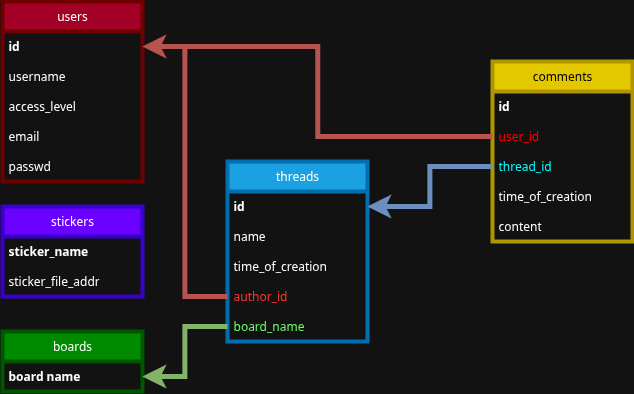 users
id
username
access_level
email
passwd
stickers
sticker_name
sticker_file_addr
boards
board name
threads
id
name
time_of_creation
author_id
board_name
comments
id
user_id
thread_id
time_of_creation
content